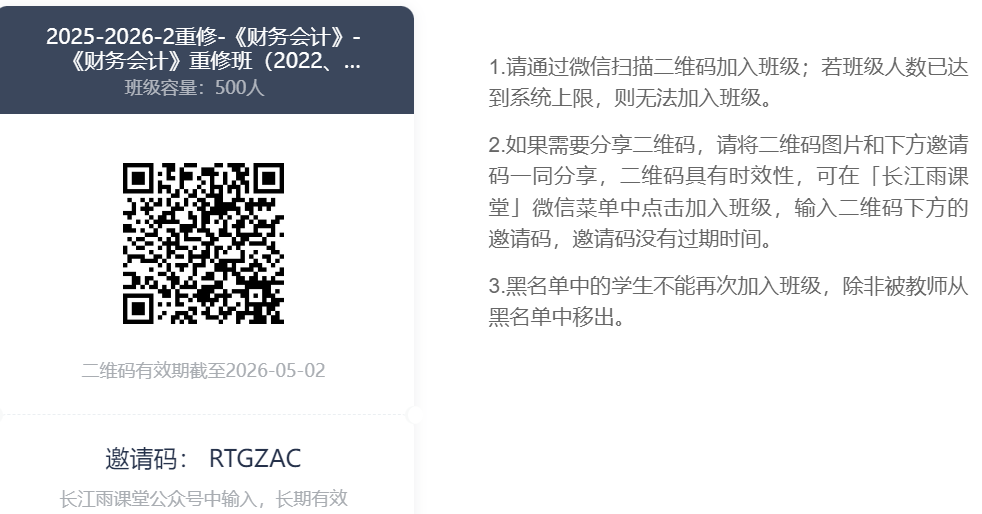 2025-2026-2重修-《财务会计》-
《财务会计》重修班（2022、...
班级容量：500人
二维码有效期截至2026-05-02
邀请码： RTGZAC
长江雨课堂公众号中输入，长期有效
1.请通过微信扫描二维码加入班级；若班级人数已达
到系统上限，则无法加入班级。
2.如果需要分享二维码，请将二维码图片和下方邀请
码一同分享，二维码具有时效性，可在「长江雨课
堂」微信菜单中点击加入班级，输入二维码下方的
邀请码，邀请码没有过期时间。
3.黑名单中的学生不能再次加入班级，除非被教师从
黑名单中移出。